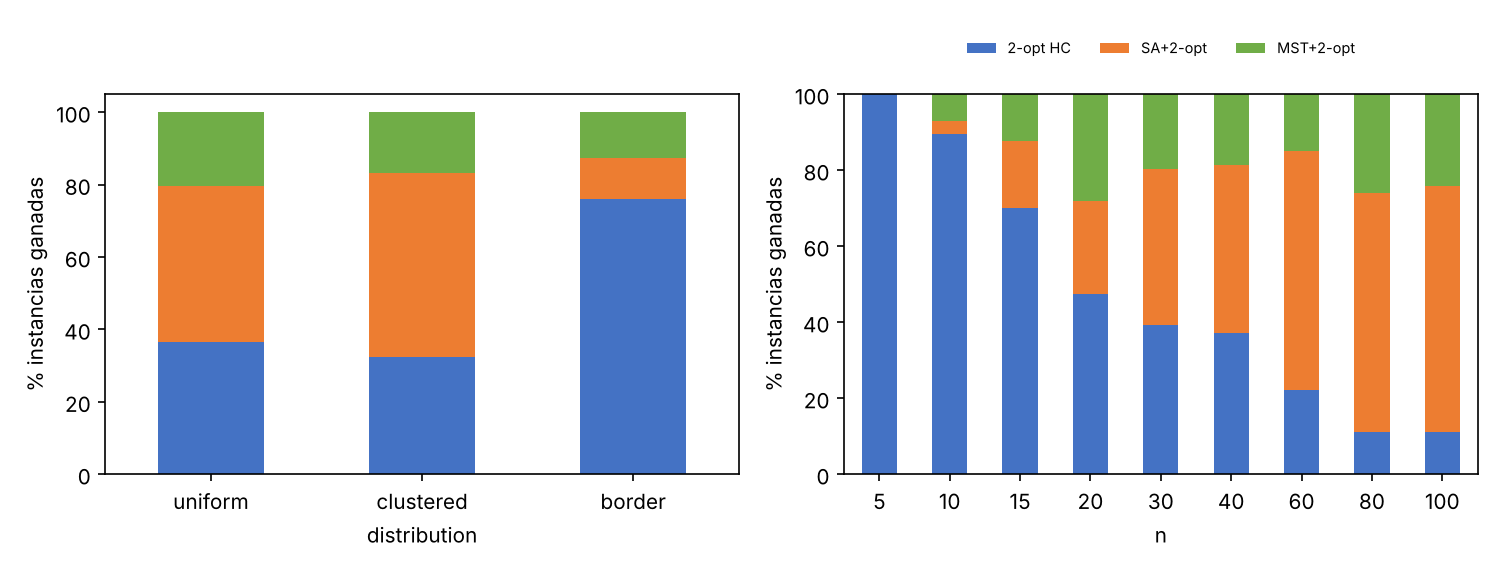 2-opt HC SA+2-opt MST+2-opt
% instancias ganadas
100
80
60
40
20
0
uniform clustered border
distribution
% instancias ganadas
100
80
60
40
20
0
5 10 15 20 30 40 60 80 100
n